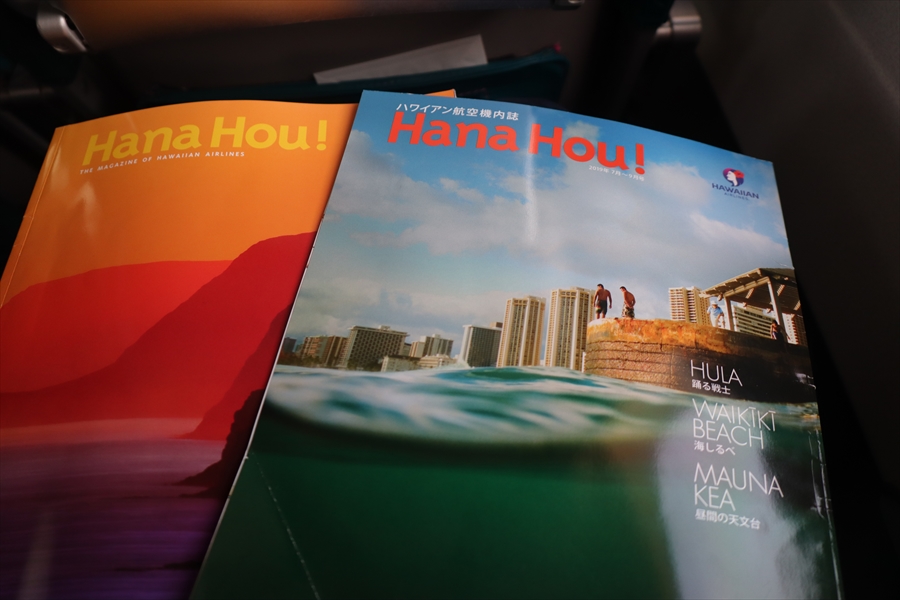 Hana Hou!
THE MAGAZINE OF HAWAIIAN AIRLINES
ハワイアン航空機内誌
Hana Hou!
HAWAIIAN
AIRLINES
HULA
踊る戦士
WAIKĪKĪ
BEACH
海しるべ
MAUNA
KEA
昼間の天文台